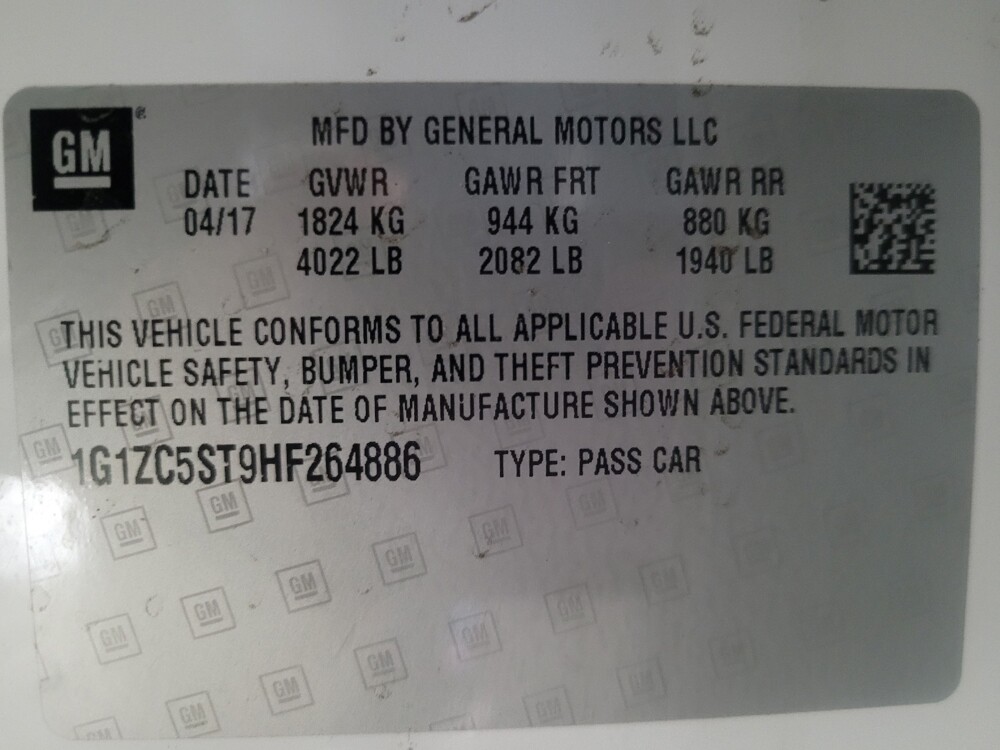 GM®
MFD BY GENERAL MOTORS LLC
DATE GVWR GAWR FRT GAWR RR
04/17 1824 KG 944 KG 880 KG
4022 LB 2082 LB 1940 LB
THIS VEHICLE CONFORMS TO ALL APPLICABLE U.S. FEDERAL MOTOR
VEHICLE SAFETY, BUMPER, AND THEFT PREVENTION STANDARDS IN
EFFECT ON THE DATE OF MANUFACTURE SHOWN ABOVE.
1G1ZC5ST9HF264886 TYPE: PASS CAR